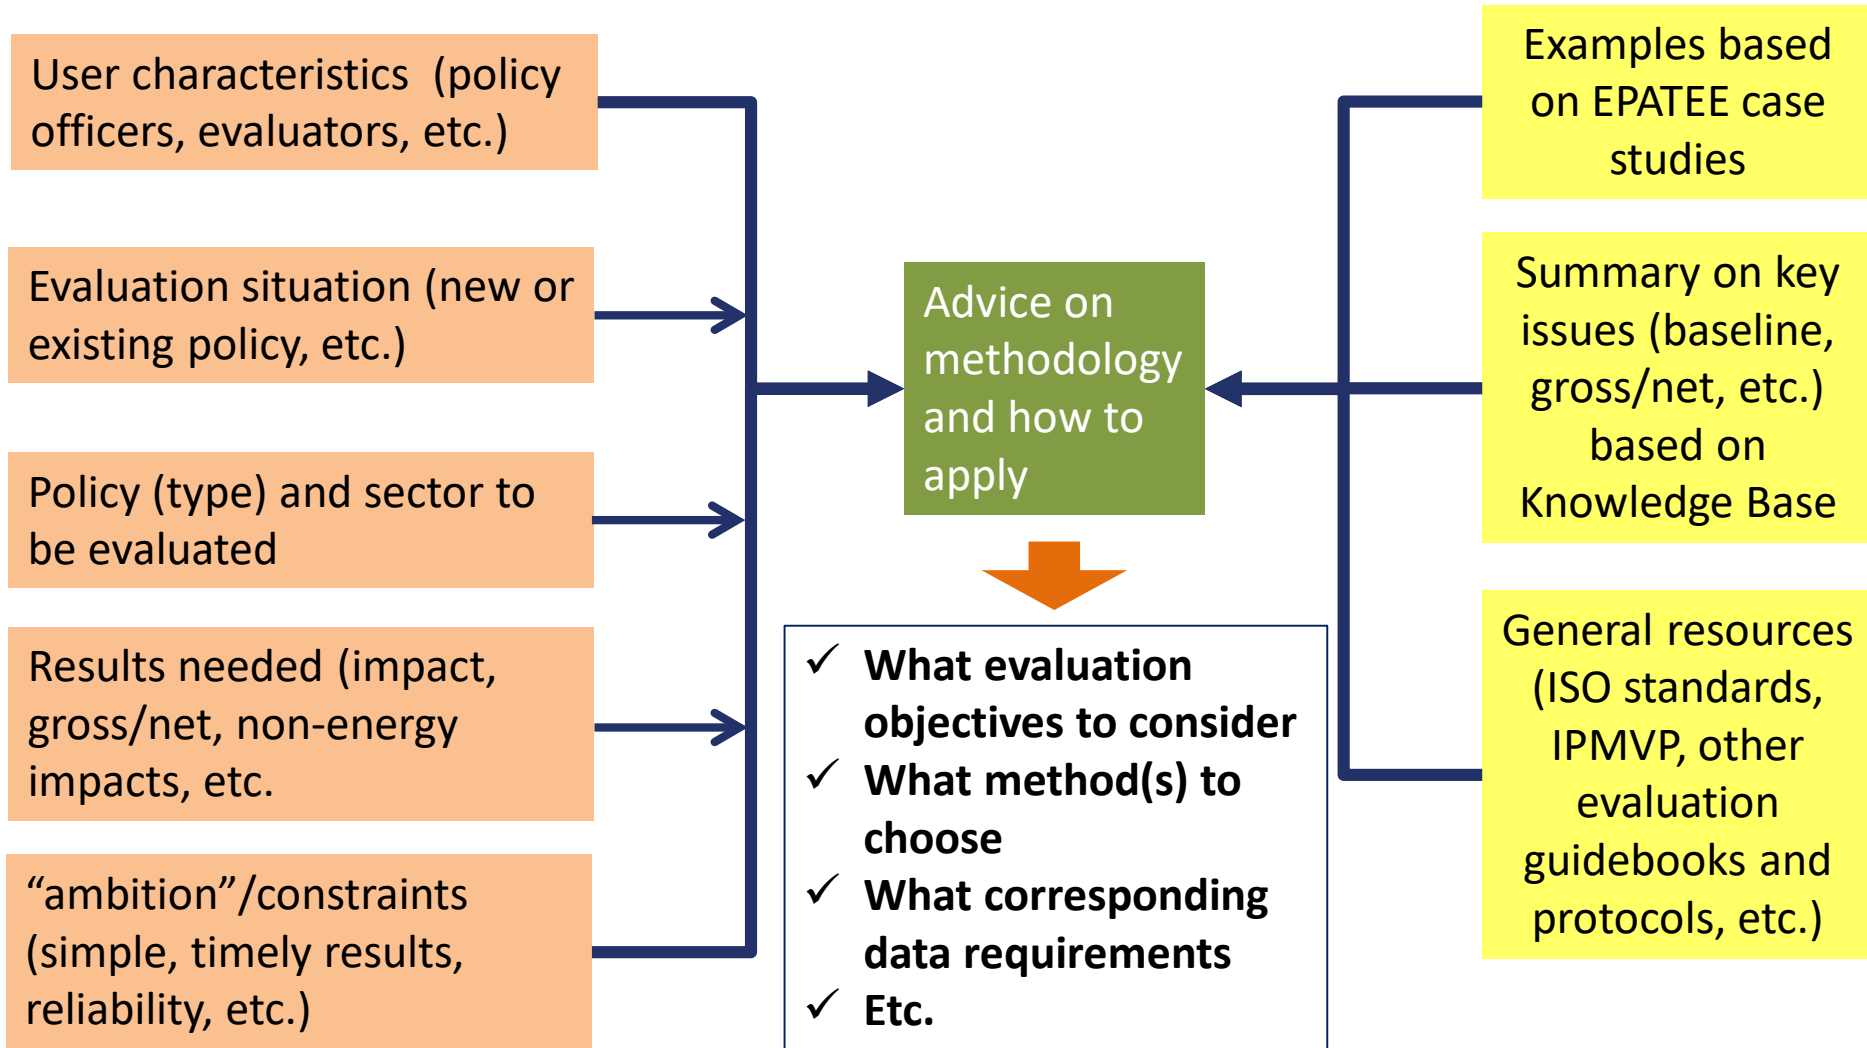 User characteristics  (policy
officers, evaluators, etc.)
Evaluation situation (new or
existing policy, etc.)
Policy (type) and sector to
be evaluated
Results needed (impact,
gross/net, non-energy
impacts, etc.
“ambition”/constraints
(simple, timely results,
reliability, etc.)
Advice on
methodology
and how to
apply
✓ What evaluation
objectives to consider
✓ What method(s) to
choose
✓ What corresponding
data requirements
✓ Etc.
Examples based
on EPATEE case
studies
Summary on key
issues (baseline,
gross/net, etc.)
based on
Knowledge Base
General resources
(ISO standards,
IPMVP, other
evaluation
guidebooks and
protocols, etc.)